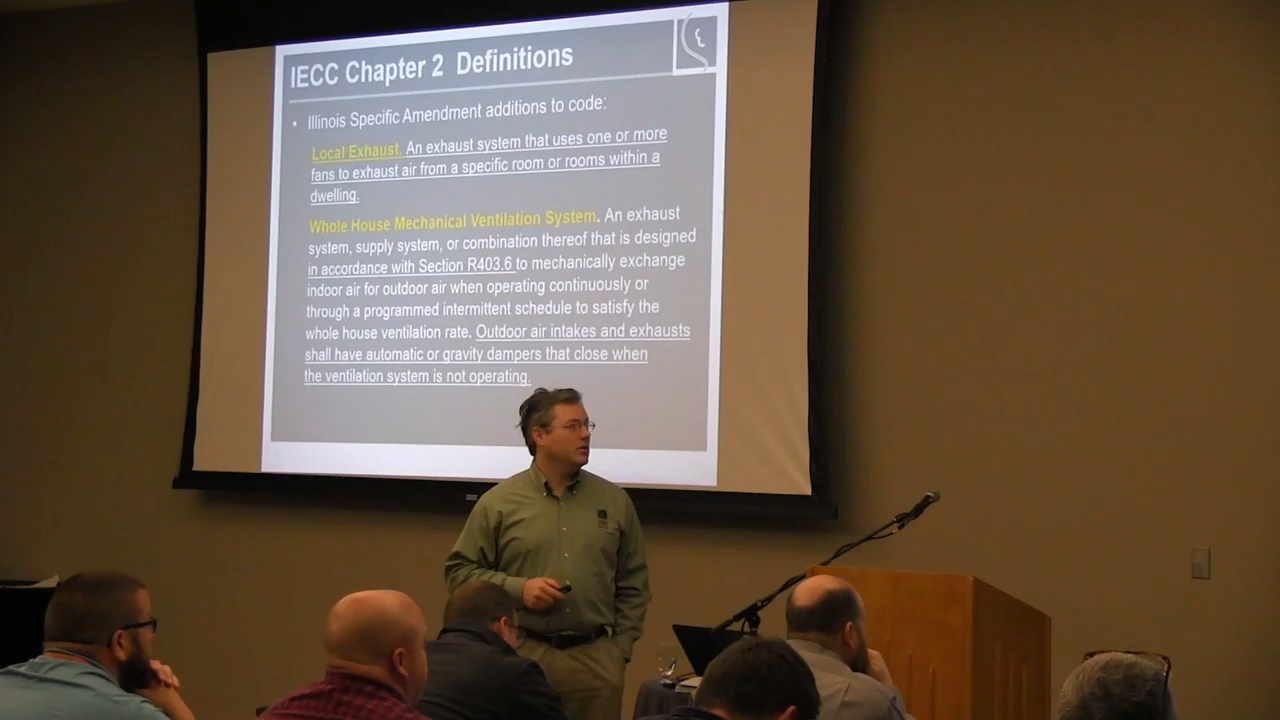 IECC Chapter 2 Definitions
• Illinois Specific Amendment additions to code:
Local Exhaust. An exhaust system that uses one or more
fans to exhaust air from a specific room or rooms within a
dwelling.
Whole House Mechanical Ventilation System. An exhaust
system, supply system, or combination thereof that is designed
in accordance with Section R403.6 to mechanically exchange
indoor air for outdoor air when operating continuously or
through a programmed intermittent schedule to satisfy the
whole house ventilation rate. Outdoor air intakes and exhausts
shall have automatic or gravity dampers that close when
the ventilation system is not operating.